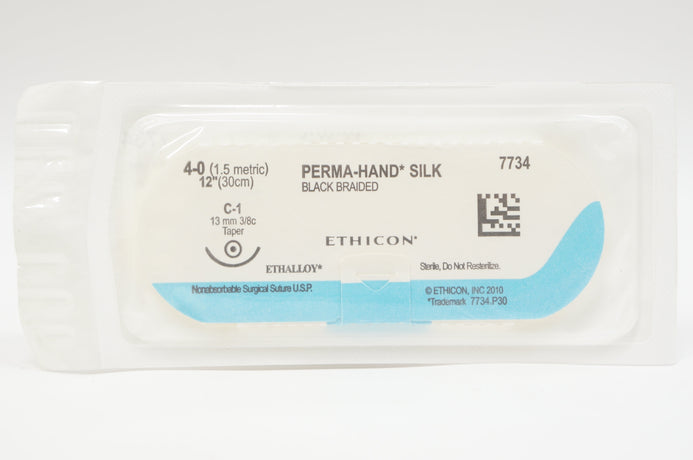 4-0 (1.5 metric)
12"(30cm)
PERMA-HAND* SILK
BLACK BRAIDED
7734
C-1
13 mm 3/8c
Taper
ETHICON*
ETHALLOY*
Sterile, Do Not Resterilize.
Nonabsorbable Surgical Suture U.S.P.
© ETHICON, INC 2010
*Trademark 7734.P30